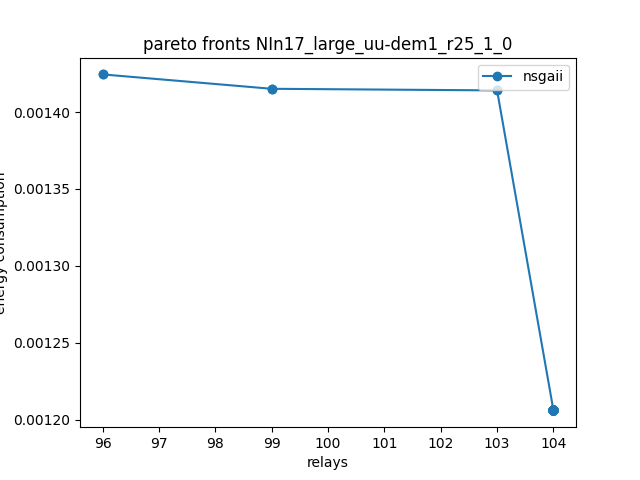 pareto fronts NIn17_large_uu-dem1_r25_1_0
nsgaii
0.00140
0.00135
0.00130
0.00125
0.00120
energy consumption
96 97 98 99 100 101 102 103 104
relays